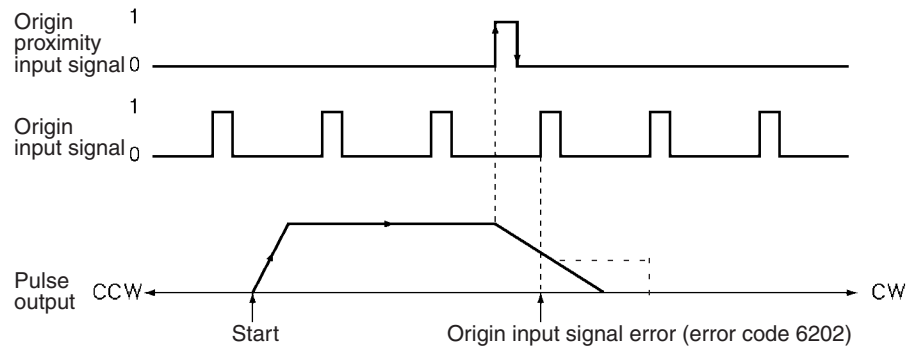 Origin
proximity
input signal
1
0
Origin
input signal
1
0
Pulse
output
CCW
CW
Start
Origin input signal error (error code 6202)